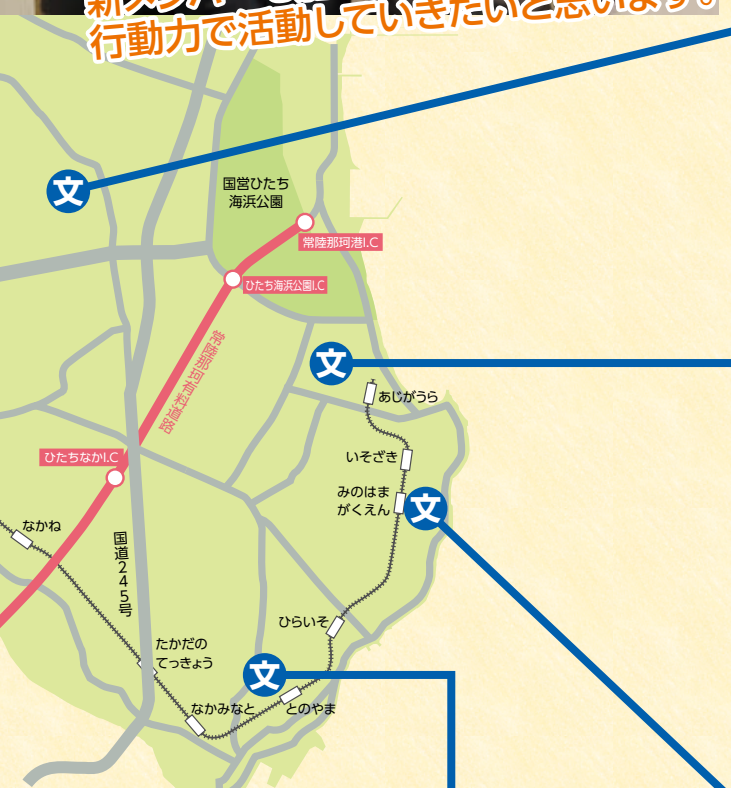 新メンバー
行動力で活動していきたいと思います。
文
国営ひたち
海浜公園
常陸那珂港I.C
ひたち海浜公園I.C
常陸那珂有料道路
文
あじがうら
ひたちなかI.C
いそざき
みのはま
がくえん
文
なかね
国道245号
ひらいそ
たかだの
てっきょう
文
なかみなと
とのやま